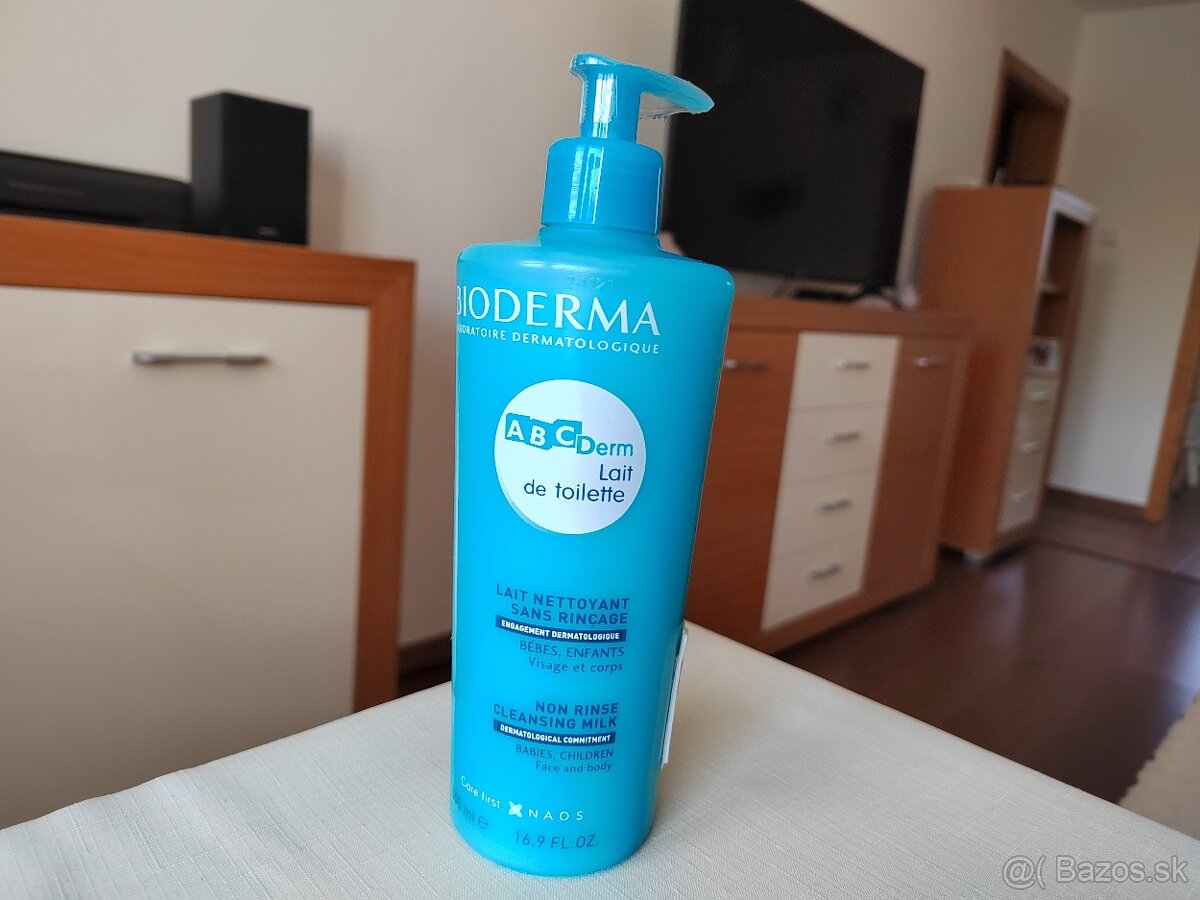 BIODERMA
LABORATOIRE DERMATOLOGIQUE
ABCDerm
Lait
de toilette
LAIT NETTOYANT
SANS RINÇAGE
ENGAGEMENT DERMATOLOGIQUE
BÉBÉS, ENFANTS
Visage et corps
NON RINSE
CLEANSING MILK
DERMATOLOGICAL COMMITMENT
BABIES, CHILDREN
Face and body
Care first NAOS
ml e 16.9 FL.OZ.
@( Bazos.sk